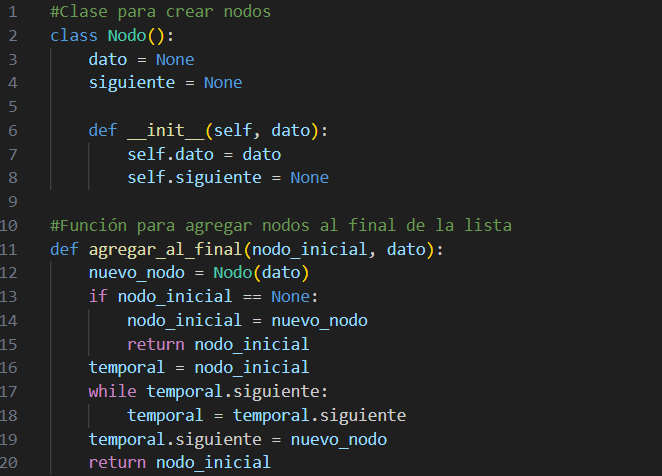 1 #Clase para crear nodos
2 class Nodo():
3     dato = None
4     siguiente = None
5
6     def __init__(self, dato):
7         self.dato = dato
8         self.siguiente = None
9
10 #Función para agregar nodos al final de la lista
11 def agregar_al_final(nodo_inicial, dato):
12     nuevo_nodo = Nodo(dato)
13     if nodo_inicial == None:
14         nodo_inicial = nuevo_nodo
15         return nodo_inicial
16     temporal = nodo_inicial
17     while temporal.siguiente:
18         temporal = temporal.siguiente
19     temporal.siguiente = nuevo_nodo
20     return nodo_inicial